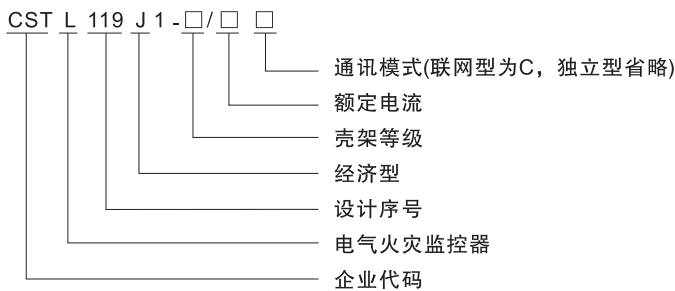 CST L 119 J 1 - □ / □ □
通讯模式(联网型为C，独立型省略)
额定电流
壳架等级
经济型
设计序号
电气火灾监控器
企业代码